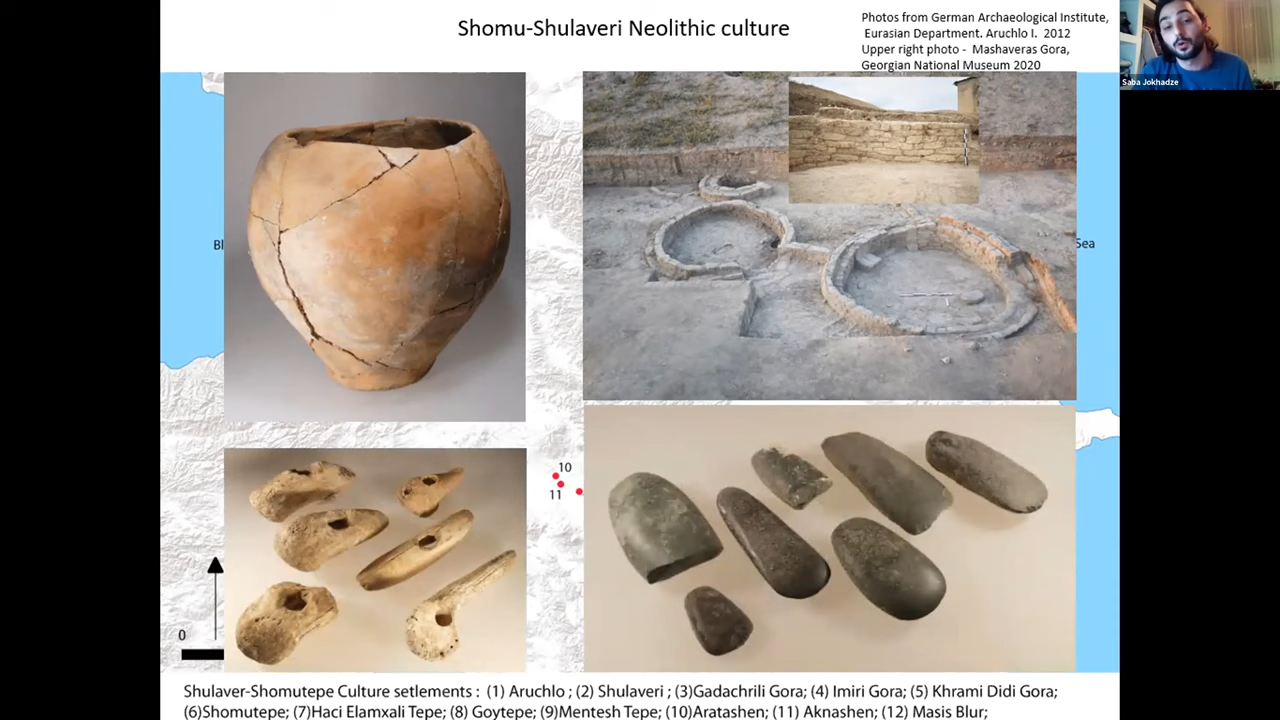 Shomu-Shulaveri Neolithic culture
Photos from German Archaeological Institute,
Eurasian Department. Aruchlo I. 2012
Upper right photo - Mashaveras Gora,
Georgian National Museum 2020
Saba Jokhadze
Bl
Sea
10
11
0
Shulaver-Shomutepe Culture setlements : (1) Aruchlo ; (2) Shulaveri ; (3)Gadachrili Gora; (4) Imiri Gora; (5) Khrami Didi Gora;
(6)Shomutepe; (7)Haci Elamxali Tepe; (8) Goytepe; (9)Mentesh Tepe; (10)Aratashen; (11) Aknashen; (12) Masis Blur;